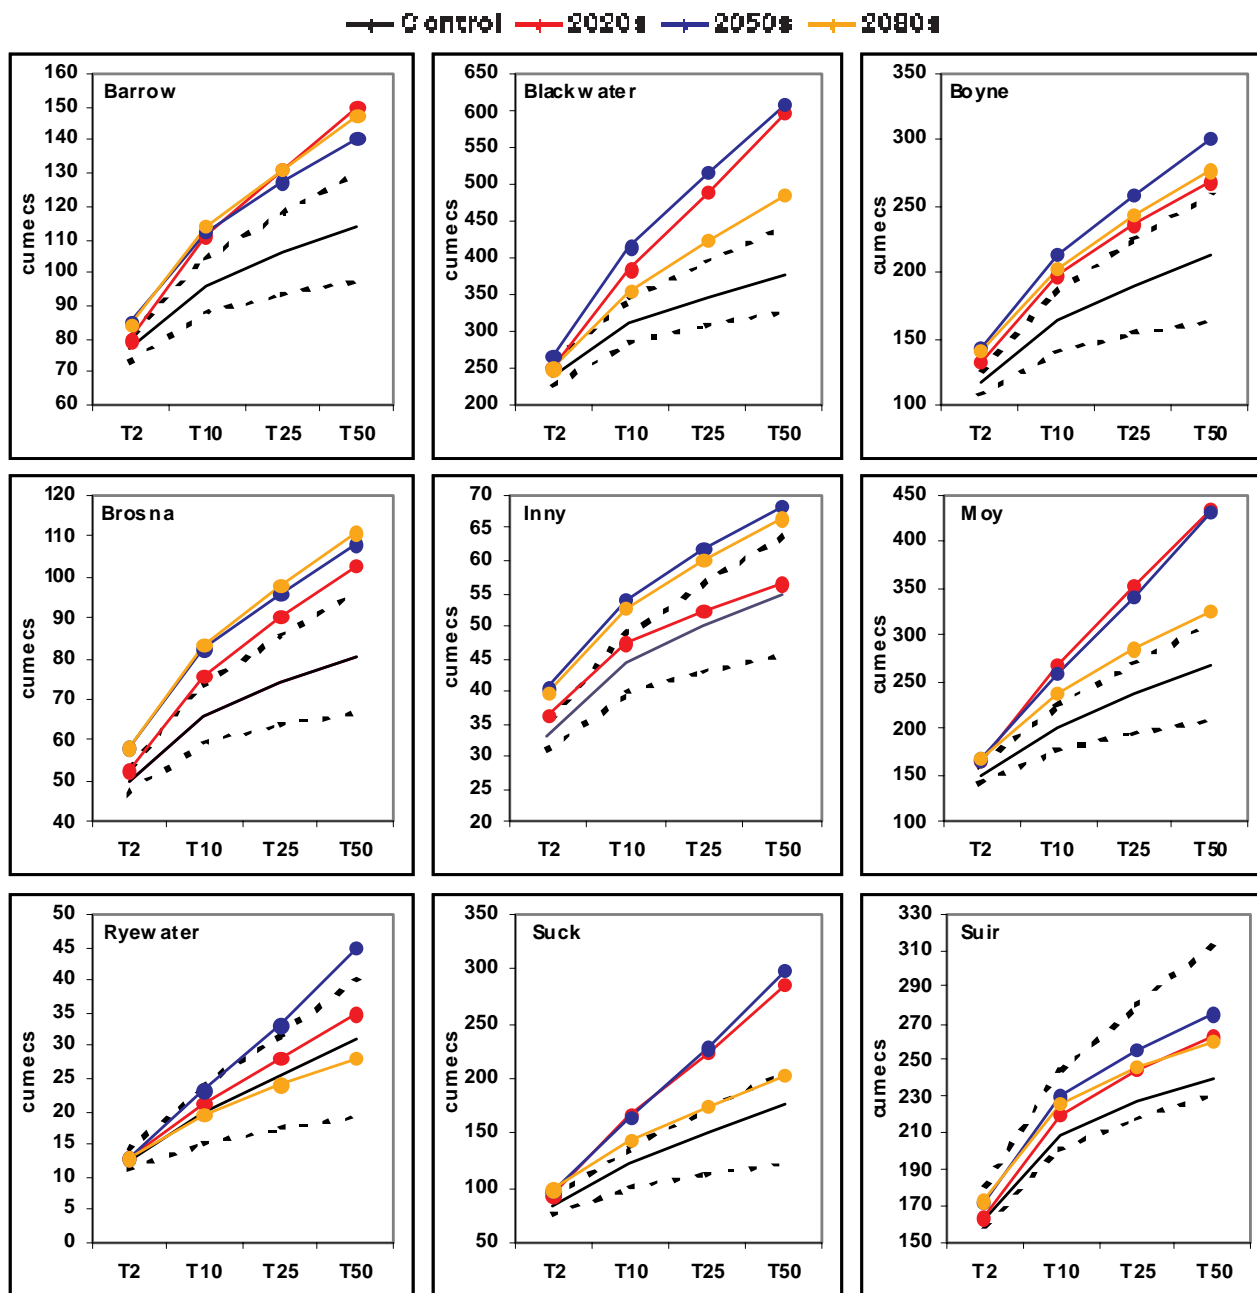 Control 2020s 2050s 2080s
Barrow
cumecs
160
150
140
130
120
110
100
90
80
70
60
T2 T10 T25 T50
Blackwater
cumecs
650
600
550
500
450
400
350
300
250
200
T2 T10 T25 T50
Boyne
cumecs
350
300
250
200
150
100
T2 T10 T25 T50
Brosna
cumecs
120
110
100
90
80
70
60
50
40
T2 T10 T25 T50
Inny
cumecs
70
65
60
55
50
45
40
35
30
25
20
T2 T10 T25 T50
Moy
cumecs
450
400
350
300
250
200
150
100
T2 T10 T25 T50
Ryewater
cumecs
50
45
40
35
30
25
20
15
10
5
0
T2 T10 T25 T50
Suck
cumecs
350
300
250
200
150
100
50
T2 T10 T25 T50
Suir
cumecs
330
310
290
270
250
230
210
190
170
150
T2 T10 T25 T50